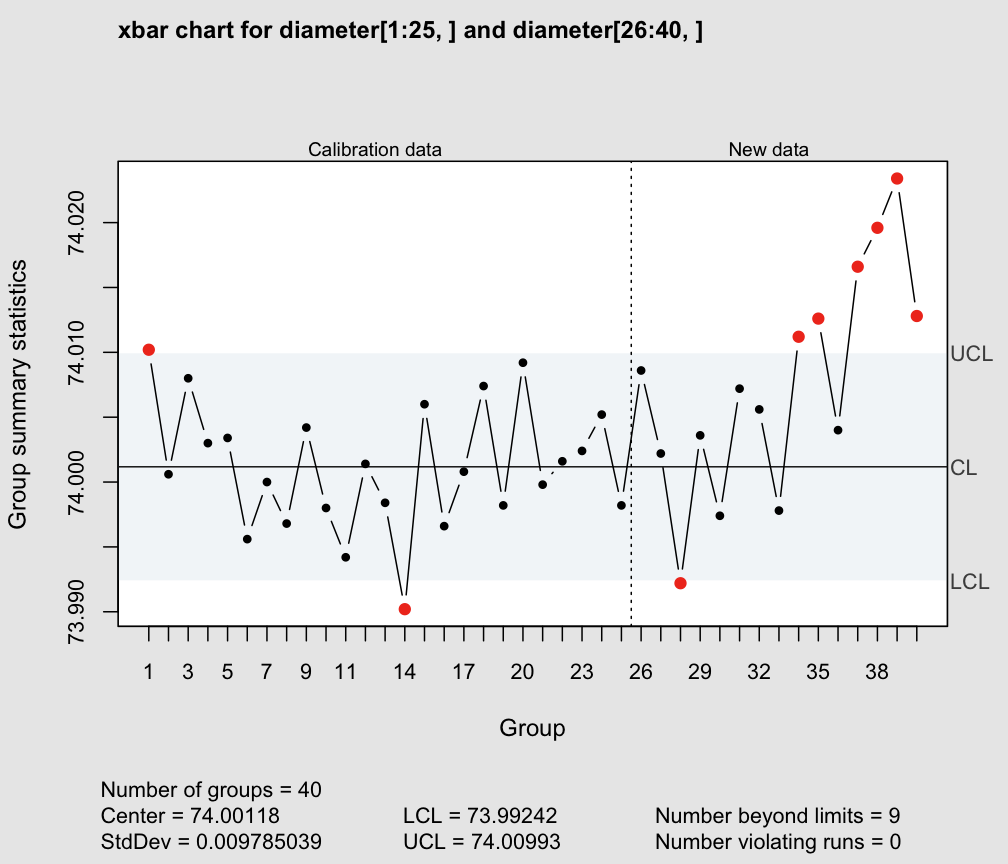 xbar chart for diameter[1:25, ] and diameter[26:40, ]
Calibration data New data
Group summary statistics
74.020
74.010
74.000
73.990
UCL
CL
LCL
1 3 5 7 9 11 14 17 20 23 26 29 32 35 38
Group
Number of groups = 40
Center = 74.00118 LCL = 73.99242 Number beyond limits = 9
StdDev = 0.009785039 UCL = 74.00993 Number violating runs = 0